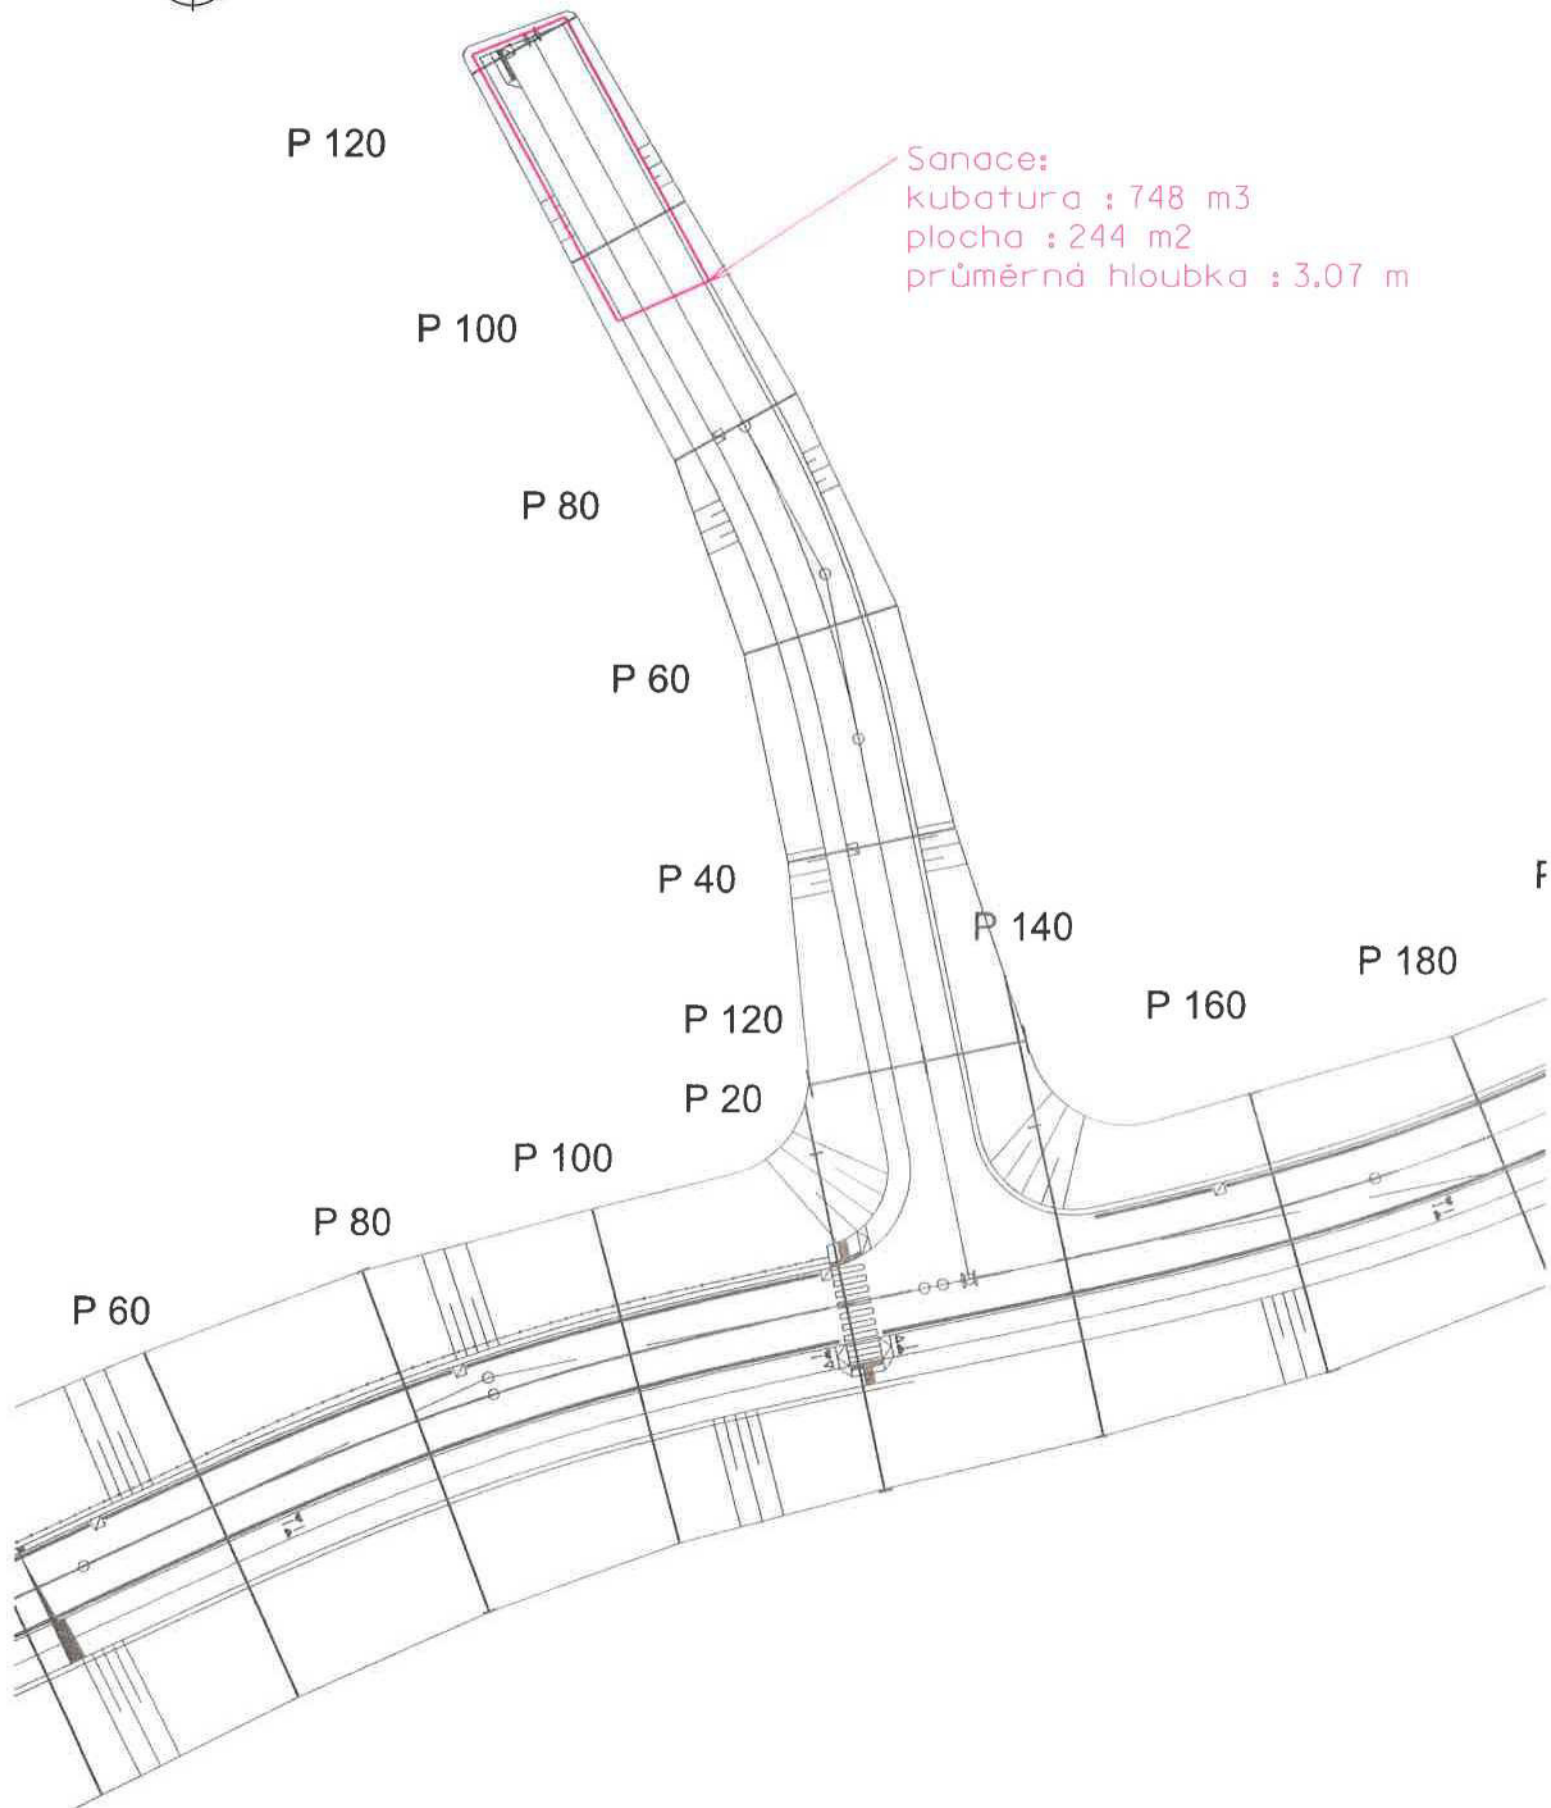 P 120
Sanace:
kubatura : 748 m3
plocha : 244 m2
průměrná hloubka : 3.07 m
P 100
P 80
P 60
P 40
P 140
P 180
P 160
P 120
P 20
P 100
P 80
P 60